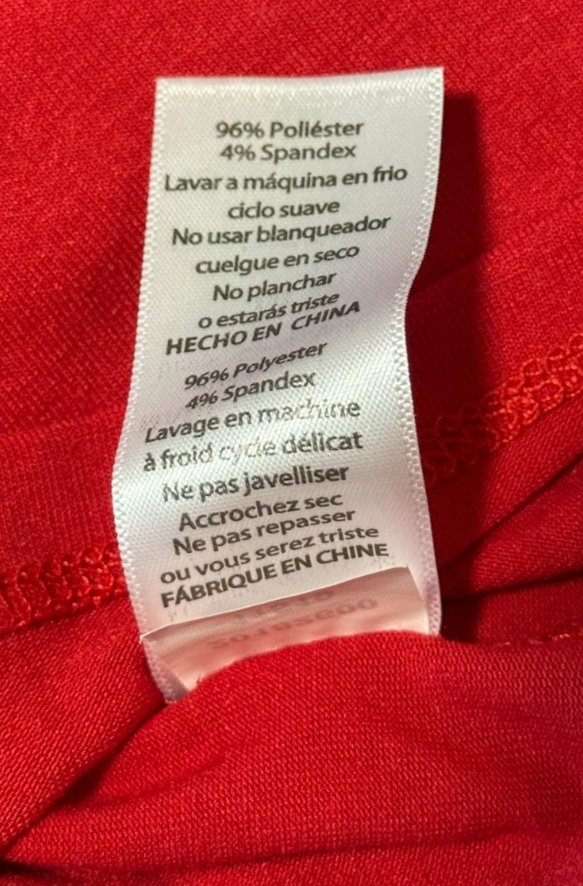 96% Poliéster
4% Spandex
Lavar a máquina en frio
ciclo suave
No usar blanqueador
cuelgue en seco
No planchar
o estarás triste
HECHO EN CHINA
96% Polyester
4% Spandex
Lavage en machine
à froid cycle délicat
Ne pas javelliser
Accrochez sec
Ne pas repasser
ou vous serez triste
FÁBRIQUE EN CHINE